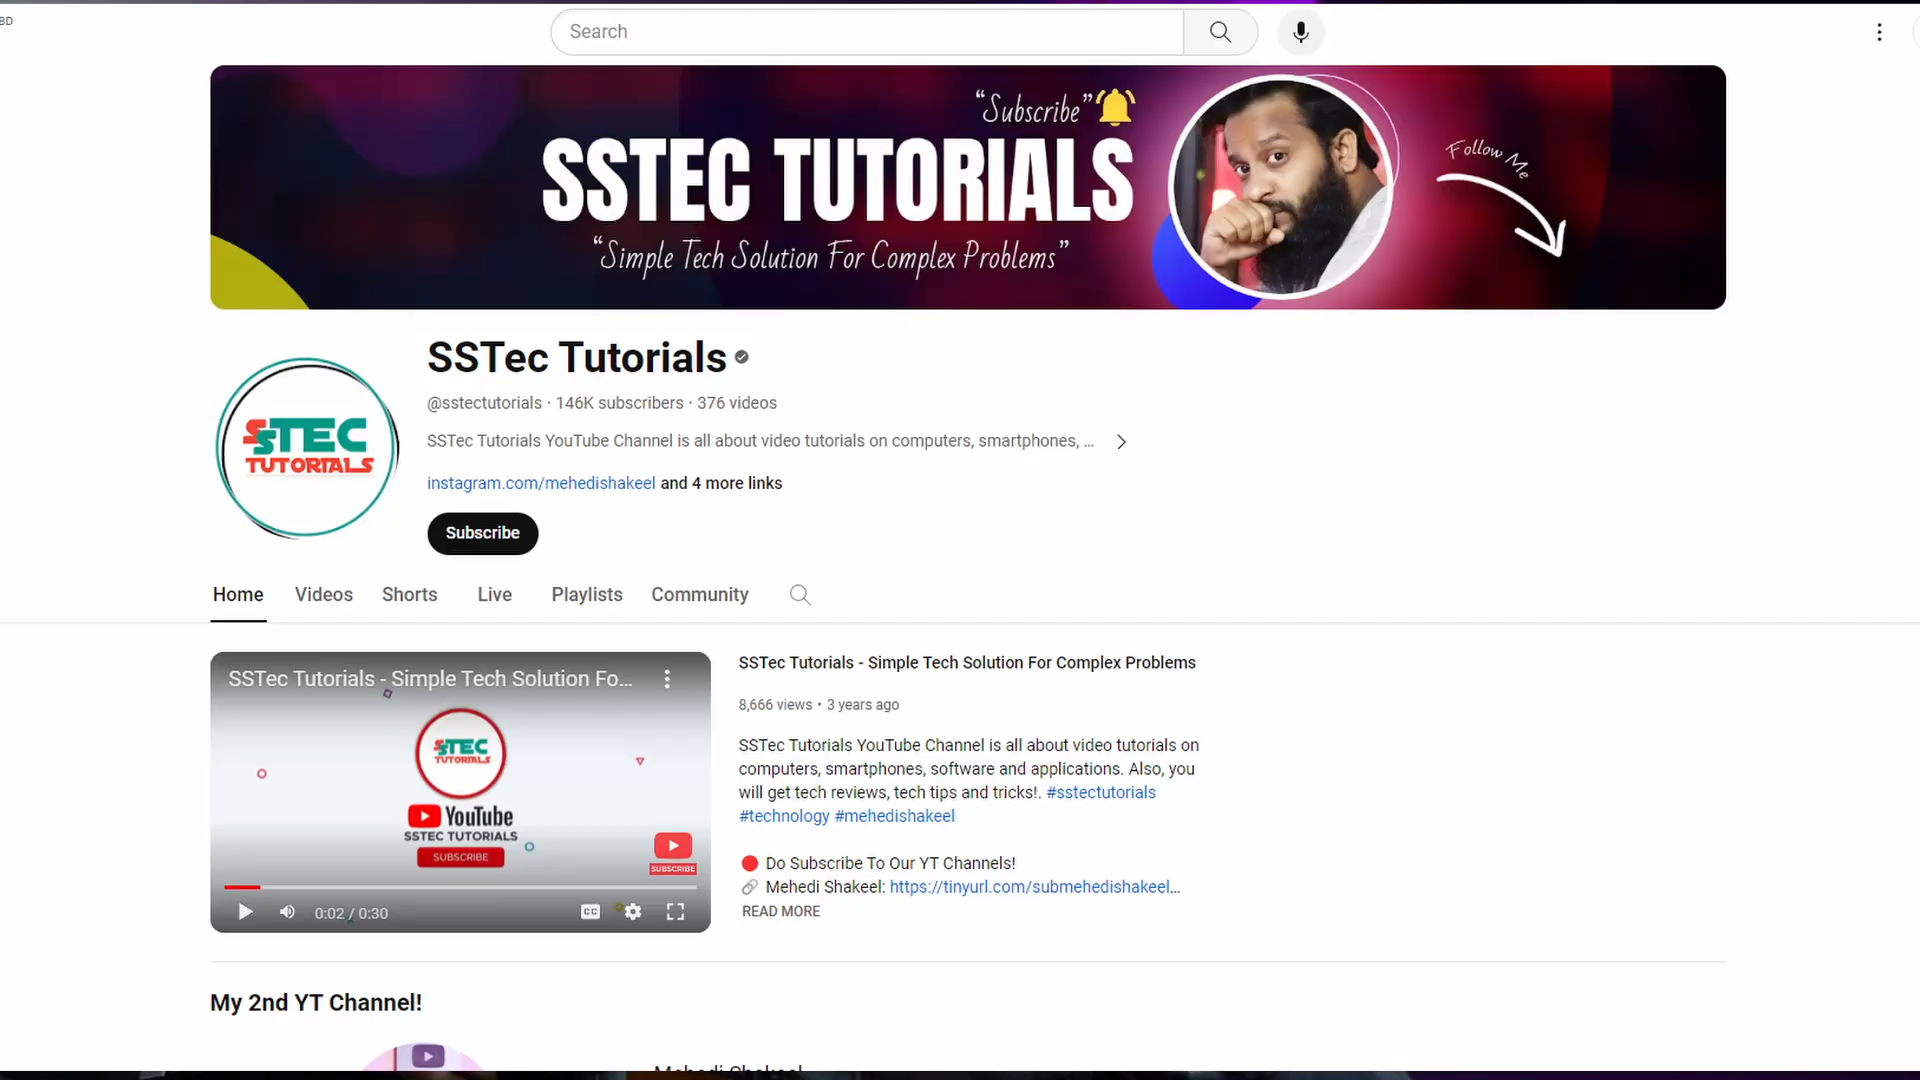 BD
Search
“Subscribe”
SSTEC TUTORIALS
“Simple Tech Solution For Complex Problems”
Follow Me
SSTec Tutorials
SSTEC
TUTORIALS
@sstectutorials · 146K subscribers · 376 videos
SSTec Tutorials YouTube Channel is all about video tutorials on computers, smartphones, ...
instagram.com/mehedishakeel and 4 more links
Subscribe
Home Videos Shorts Live Playlists Community
SSTec Tutorials - Simple Tech Solution Fo...
SSTEC
TUTORIALS
YouTube
SSTEC TUTORIALS
SUBSCRIBE
SUBSCRIBE
0:02 / 0:30
CC
SSTec Tutorials - Simple Tech Solution For Complex Problems
8,666 views • 3 years ago
SSTec Tutorials YouTube Channel is all about video tutorials on
computers, smartphones, software and applications. Also, you
will get tech reviews, tech tips and tricks!. #sstectutorials
#technology #mehedishakeel
Do Subscribe To Our YT Channels!
Mehedi Shakeel: https://tinyurl.com/submehedishakeel...
READ MORE
My 2nd YT Channel!
Mehedi Shakeel